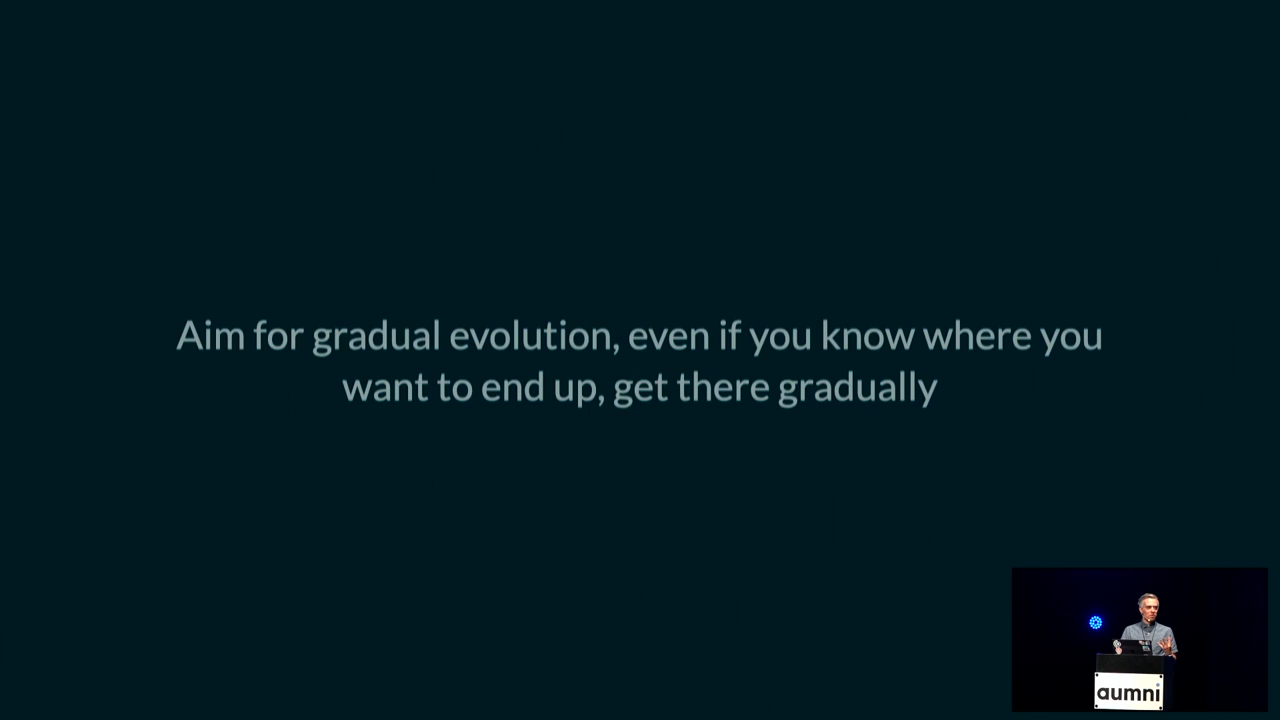 Aim for gradual evolution, even if you know where you
want to end up, get there gradually
aumni